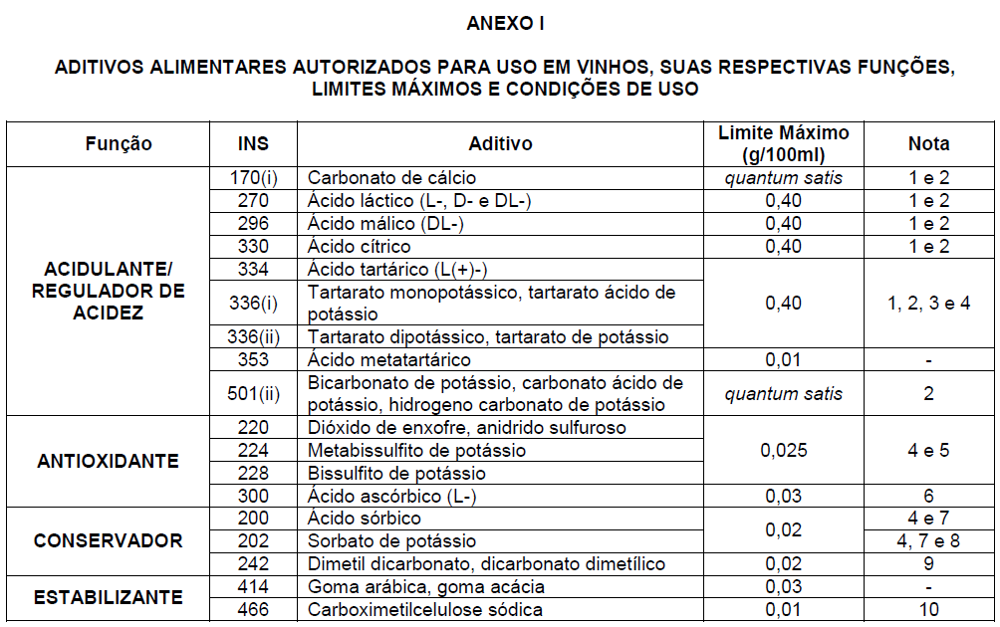 ANEXO I
ADITIVOS ALIMENTARES AUTORIZADOS PARA USO EM VINHOS, SUAS RESPECTIVAS FUNÇÕES,
LIMITES MÁXIMOS E CONDIÇÕES DE USO
Função INS Aditivo Limite Máximo (g/100ml) Nota
ACIDULANTE/
REGULADOR DE
ACIDEZ
170(i) Carbonato de cálcio quantum satis 1 e 2
270 Ácido láctico (L-, D- e DL-) 0,40 1 e 2
296 Ácido málico (DL-) 0,40 1 e 2
330 Ácido cítrico 0,40 1 e 2
334 Ácido tartárico (L(+)-) 0,40 1, 2, 3 e 4
336(i) Tartarato monopotássico, tartarato ácido de
potássio
336(ii) Tartarato dipotássico, tartarato de potássio
353 Ácido metatartárico 0,01 -
501(ii) Bicarbonato de potássio, carbonato ácido de
potássio, hidrogeno carbonato de potássio quantum satis 2
ANTIOXIDANTE
220 Dióxido de enxofre, anidrido sulfuroso 0,025 4 e 5
224 Metabissulfito de potássio
228 Bissulfito de potássio
300 Ácido ascórbico (L-) 0,03 6
CONSERVADOR
200 Ácido sórbico 0,02 4 e 7
202 Sorbato de potássio 4, 7 e 8
242 Dimetil dicarbonato, dicarbonato dimetílico 0,02 9
ESTABILIZANTE
414 Goma arábica, goma acácia 0,03 -
466 Carboximetilcelulose sódica 0,01 10